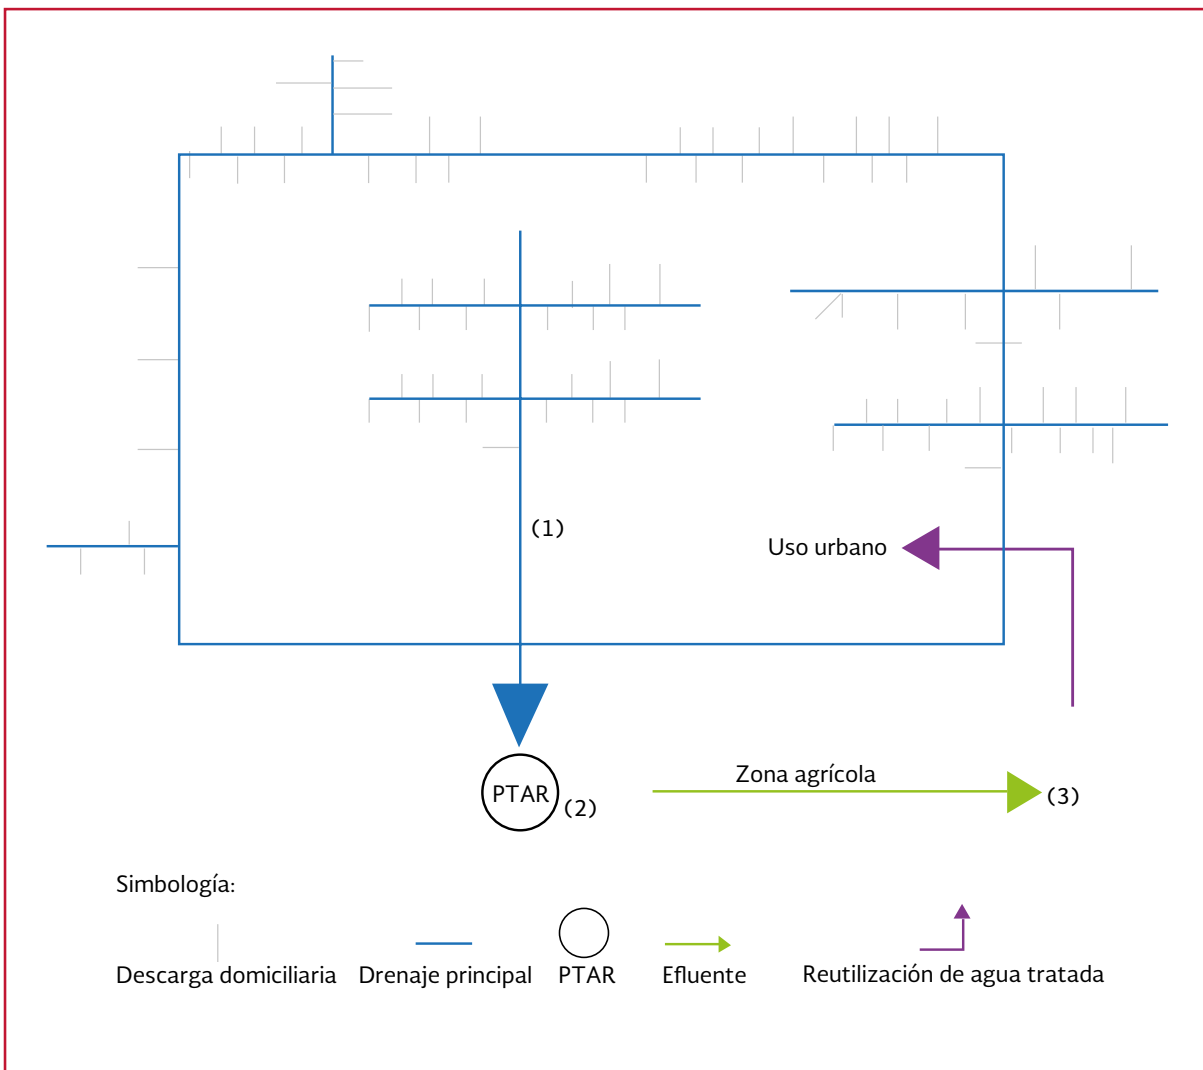 (1)
Uso urbano
PTAR
(2)
Zona agrícola
(3)
Simbología:
Descarga domiciliaria
Drenaje principal
PTAR
Efluente
Reutilización de agua tratada